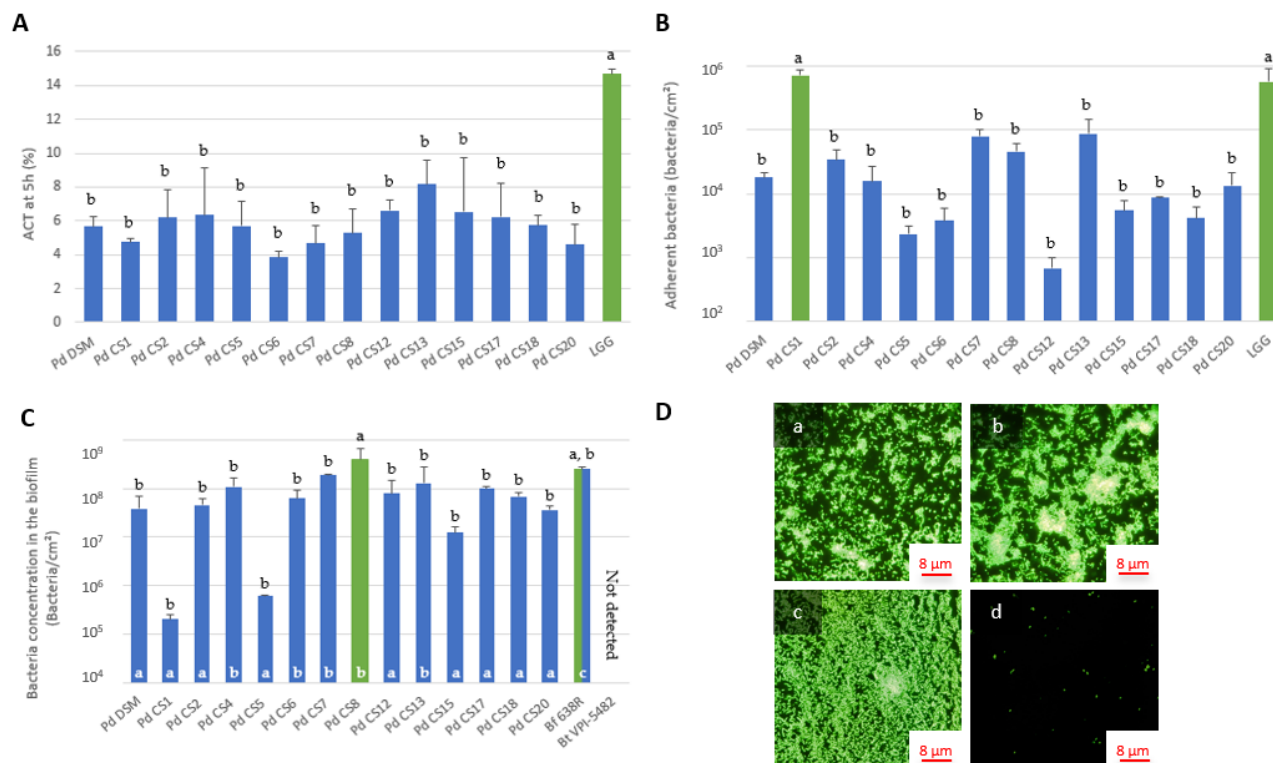 A
ACT at 5h (%)
16
14
12
10
8
6
4
2
0
b
b
b
b
b
b
b
b
b
b
b
b
b
b
a
Pd DSM
Pd CS1
Pd CS2
Pd CS4
Pd CS5
Pd CS6
Pd CS7
Pd CS8
Pd CS12
Pd CS13
Pd CS15
Pd CS17
Pd CS18
Pd CS20
LGG
B
Adherent bacteria (bacteria/cm²)
10⁶
10⁵
10⁴
10³
10²
b
a
b
b
b
b
b
b
b
b
b
b
b
b
a
Pd DSM
Pd CS1
Pd CS2
Pd CS4
Pd CS5
Pd CS6
Pd CS7
Pd CS8
Pd CS12
Pd CS13
Pd CS15
Pd CS17
Pd CS18
Pd CS20
LGG
C
Bacteria concentration in the biofilm
(Bacteria/cm²)
10⁹
10⁸
10⁷
10⁶
10⁵
10⁴
b
b
b
b
b
b
b
a
b
b
b
b
b
b
a, b
Not detected
a
a
a
b
a
b
b
b
a
b
a
a
a
a
c
Pd DSM
Pd CS1
Pd CS2
Pd CS4
Pd CS5
Pd CS6
Pd CS7
Pd CS8
Pd CS12
Pd CS13
Pd CS15
Pd CS17
Pd CS18
Pd CS20
Bf 638R
Bt VPI-5482
D
a
8 µm
b
8 µm
c
8 µm
d
8 µm